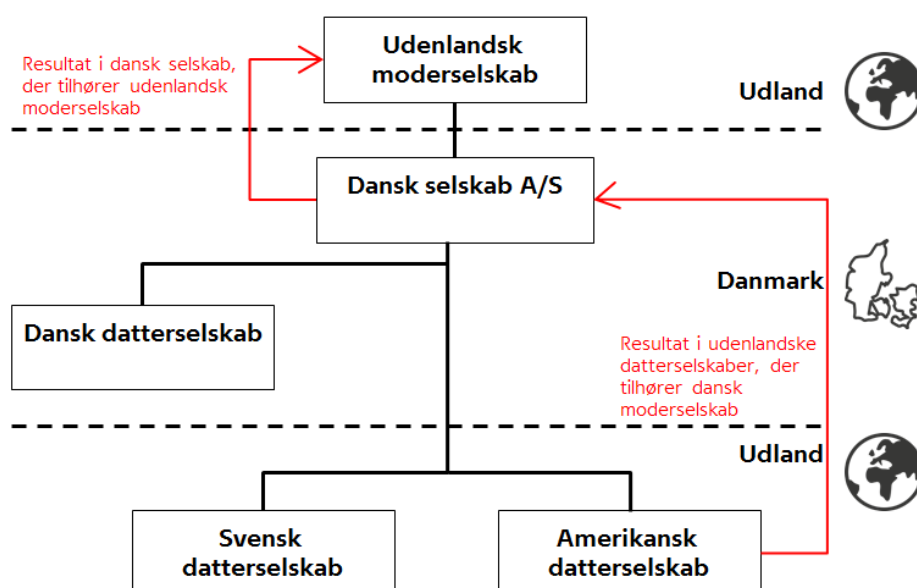 Udenlandsk
moderselskab
Resultat i dansk selskab,
der tilhører udenlandsk
moderselskab
Udland
Dansk selskab A/S
Danmark
Dansk datterselskab
Resultat i udenlandske
datterselskaber, der
tilhører dansk
moderselskab
Udland
Svensk
datterselskab
Amerikansk
datterselskab